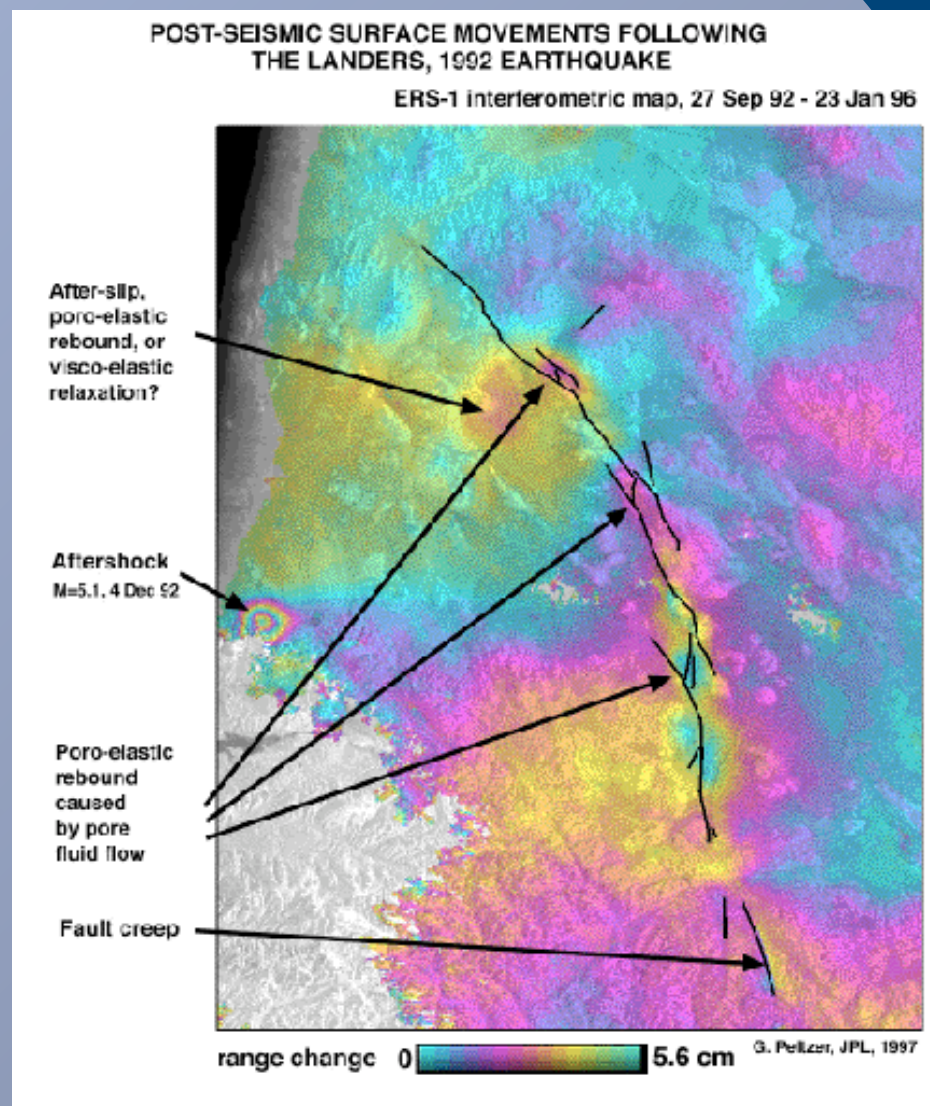 POST-SEISMIC SURFACE MOVEMENTS FOLLOWING
THE LANDERS, 1992 EARTHQUAKE
ERS-1 interferometric map, 27 Sep 92 - 23 Jan 96
After-slip,
poro-elastic
rebound, or
visco-elastic
relaxation?
Aftershock
M=5.1, 4 Dec 92
Poro-elastic
rebound
caused
by pore
fluid flow
Fault creep
range change 0 5.6 cm
G. Peltzer, JPL, 1997